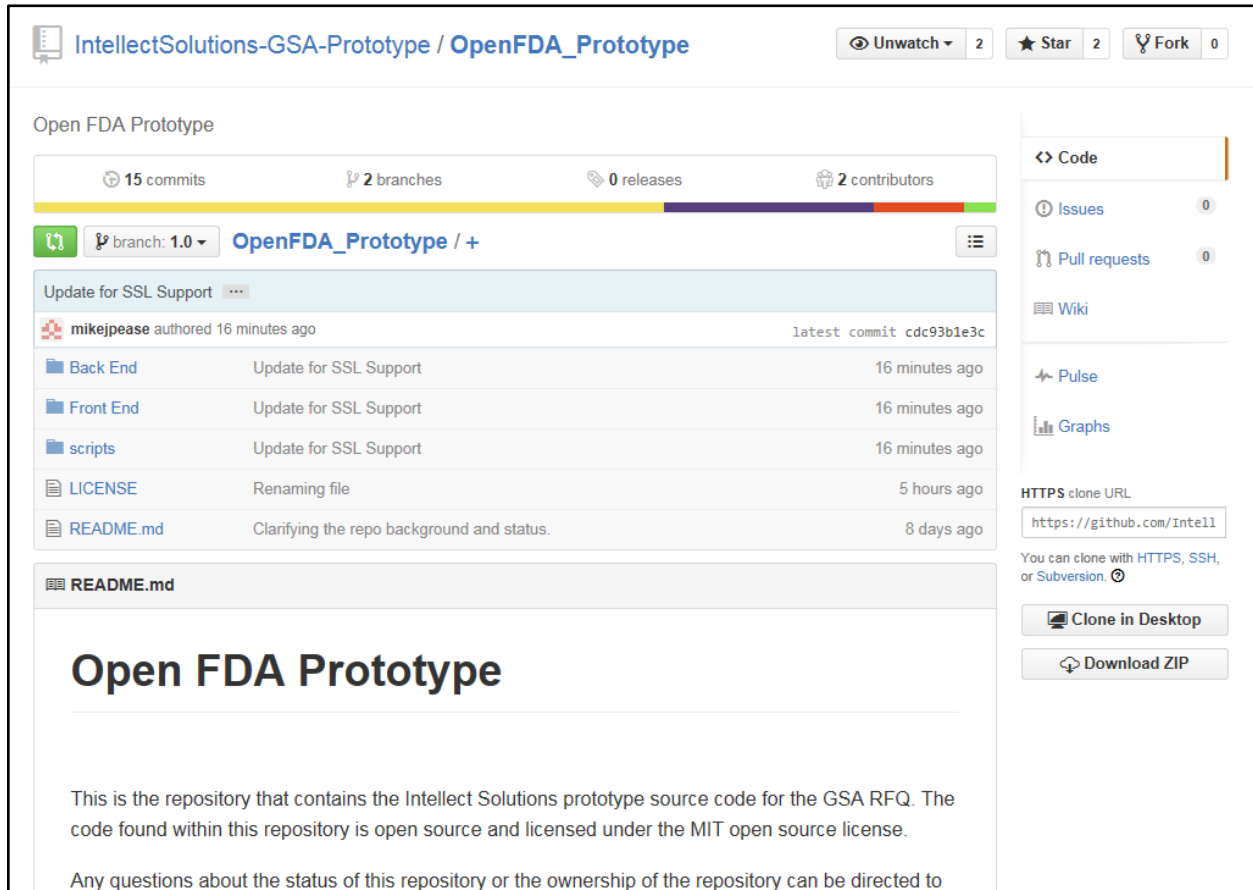 IntellectSolutions-GSA-Prototype / OpenFDA_Prototype
Unwatch 2 Star 2 Fork 0
Open FDA Prototype
15 commits 2 branches 0 releases 2 contributors
branch: 1.0 OpenFDA_Prototype / +
Update for SSL Support ...
mikejpease authored 16 minutes ago latest commit cdc93b1e3c
Back End Update for SSL Support 16 minutes ago
Front End Update for SSL Support 16 minutes ago
scripts Update for SSL Support 16 minutes ago
LICENSE Renaming file 5 hours ago
README.md Clarifying the repo background and status. 8 days ago
README.md
Open FDA Prototype
This is the repository that contains the Intellect Solutions prototype source code for the GSA RFQ. The
code found within this repository is open source and licensed under the MIT open source license.
Any questions about the status of this repository or the ownership of the repository can be directed to
<> Code
Issues 0
Pull requests 0
Wiki
Pulse
Graphs
HTTPS clone URL
https://github.com/Intell
You can clone with HTTPS, SSH,
or Subversion.
Clone in Desktop
Download ZIP